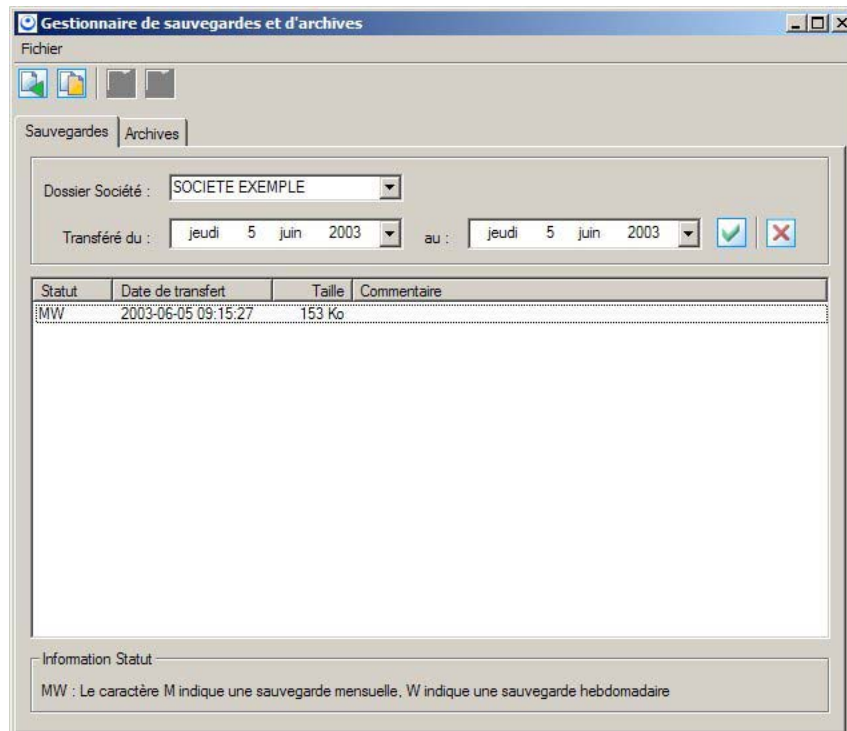 Gestionnaire de sauvegardes et d'archives
Fichier
Sauvegardes Archives
Dossier Société : SOCIETE EXEMPLE
Transféré du : jeudi 5 juin 2003 au : jeudi 5 juin 2003
Statut Date de transfert Taille Commentaire
MW 2003-06-05 09:15:27 153 Ko
Information Statut
MW : Le caractère M indique une sauvegarde mensuelle, W indique une sauvegarde hebdomadaire